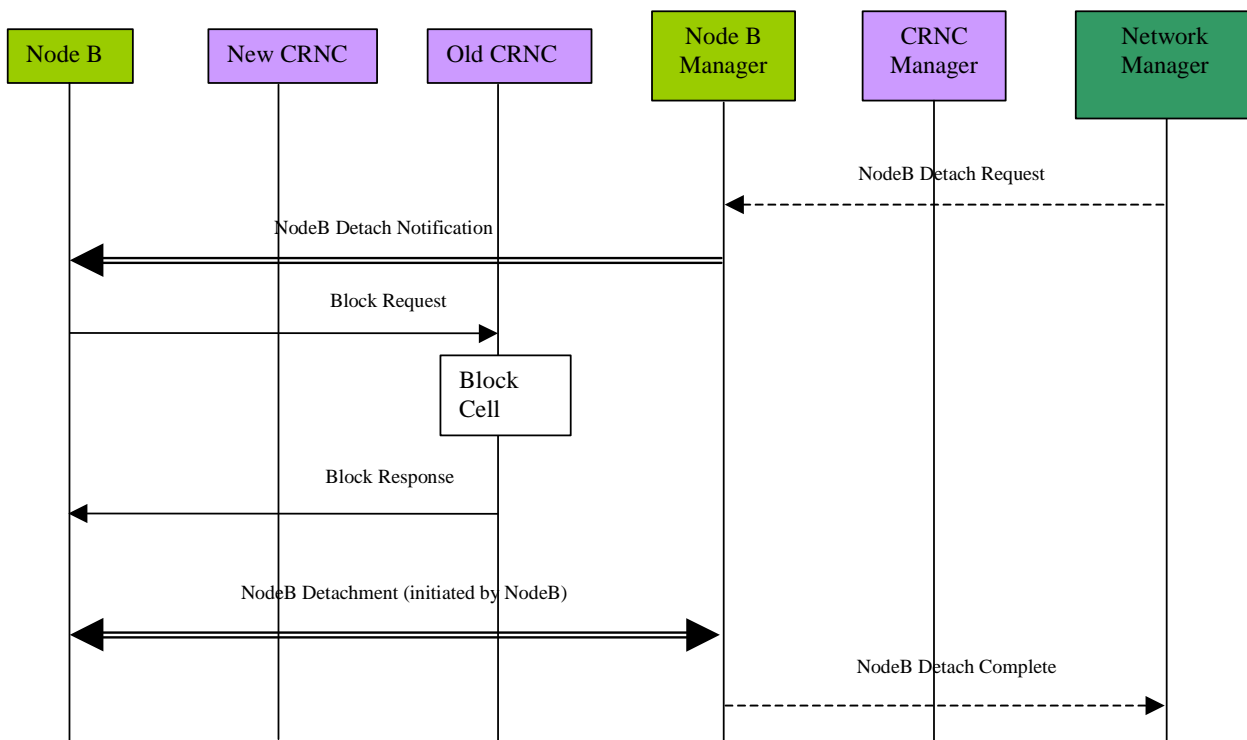 Node B
New CRNC
Old CRNC
Node B
Manager
CRNC
Manager
Network
Manager
NodeB Detach Request
NodeB Detach Notification
Block Request
Block
Cell
Block Response
NodeB Detachment (initiated by NodeB)
NodeB Detach Complete